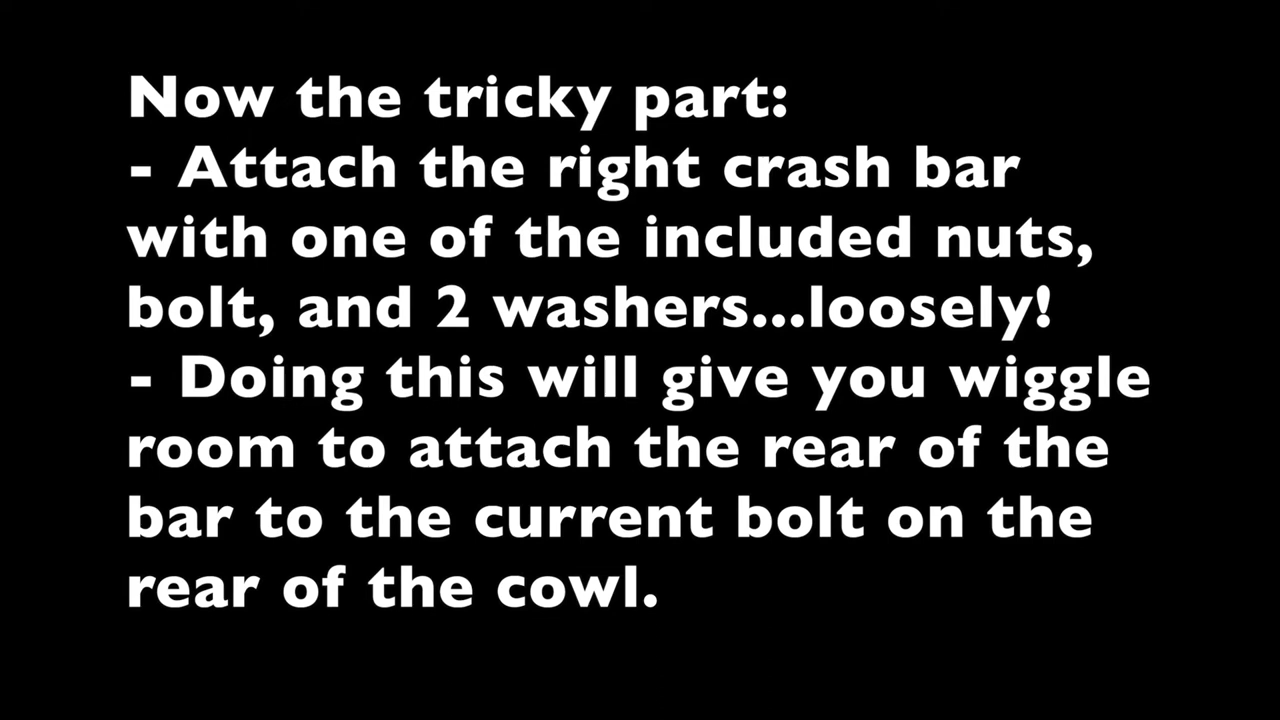 Now the tricky part:
- Attach the right crash bar
with one of the included nuts,
bolt, and 2 washers...loosely!
- Doing this will give you wiggle
room to attach the rear of the
bar to the current bolt on the
rear of the cowl.